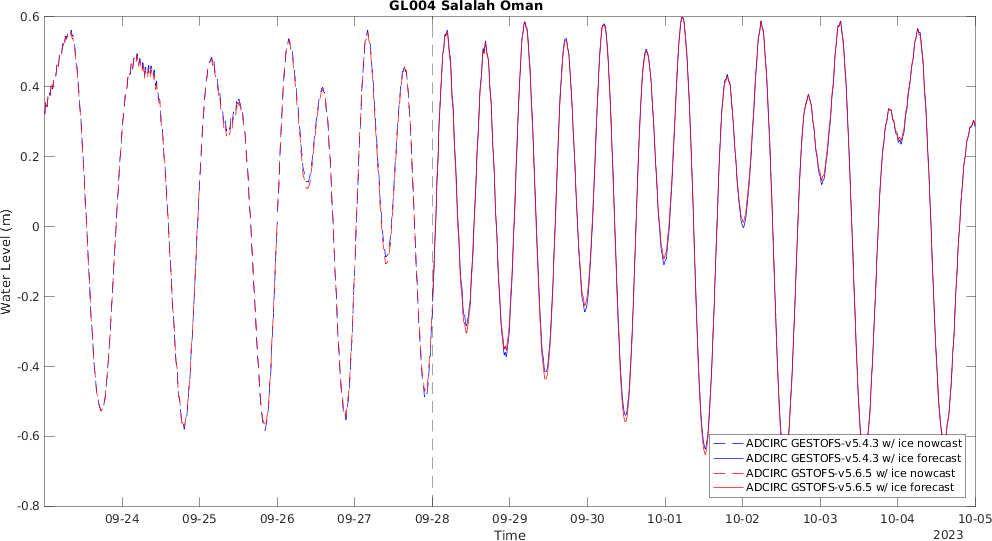 GL004 Salalah Oman
0.6
0.4
0.2
0
-0.2
-0.4
-0.6
-0.8
Water Level (m)
ADCIRC GESTOFS-v5.4.3 w/ ice nowcast
ADCIRC GESTOFS-v5.4.3 w/ ice forecast
ADCIRC GSTOFS-v5.6.5 w/ ice nowcast
ADCIRC GSTOFS-v5.6.5 w/ ice forecast
09-24 09-25 09-26 09-27 09-28 09-29 09-30 10-01 10-02 10-03 10-04 10-05
Time
2023